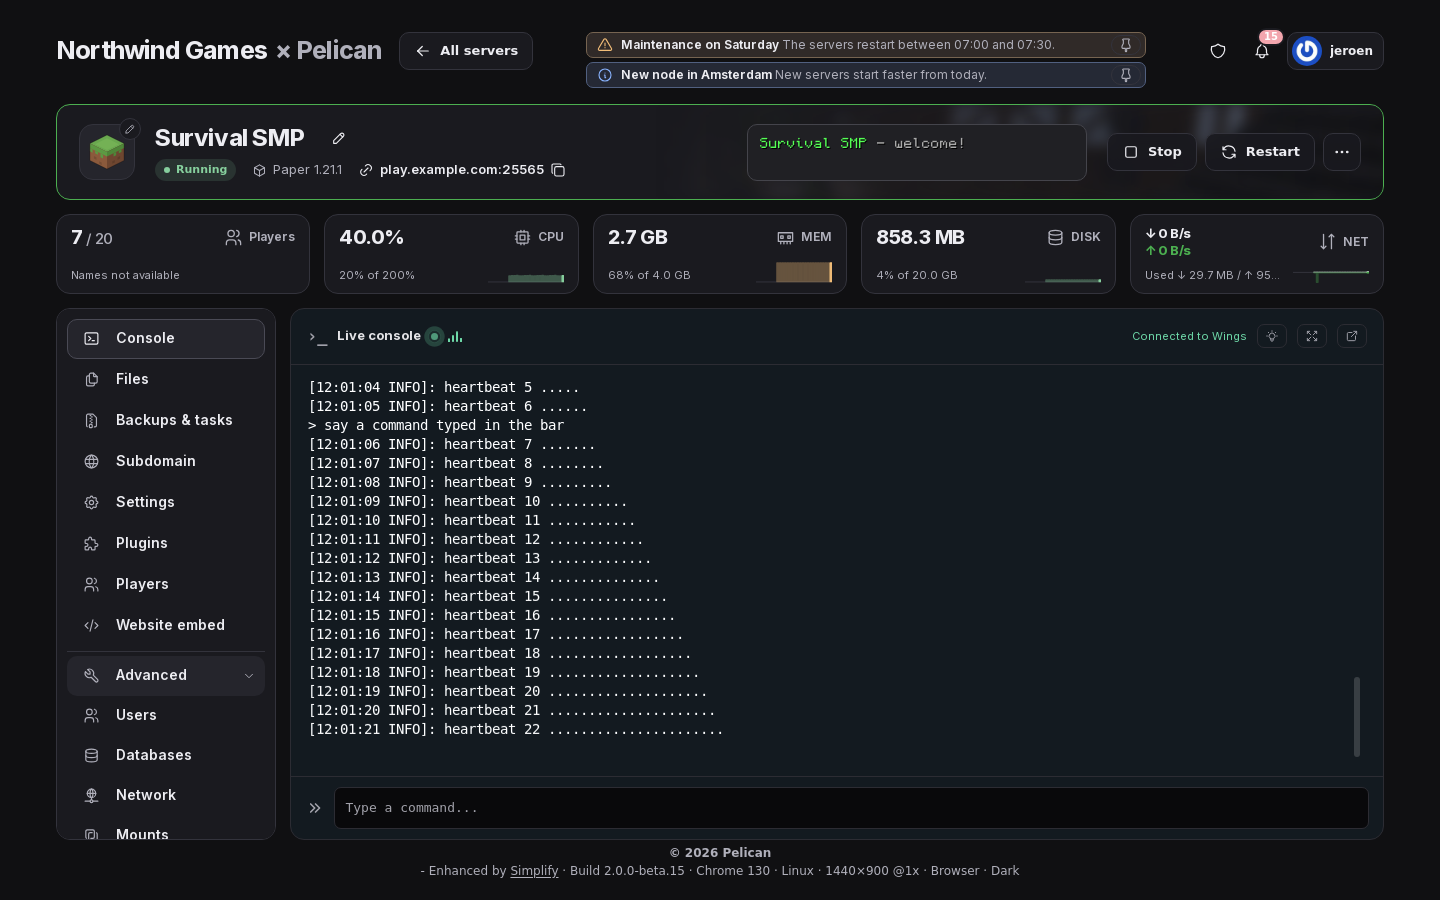 Northwind Games × Pelican
All servers
Maintenance on Saturday The servers restart between 07:00 and 07:30.
New node in Amsterdam New servers start faster from today.
15
jeroen
Survival SMP
Running
Paper 1.21.1
play.example.com:25565
Survival SMP - welcome!
Stop
Restart
7 / 20
Players
Names not available
40.0%
CPU
20% of 200%
2.7 GB
MEM
68% of 4.0 GB
858.3 MB
DISK
4% of 20.0 GB
↓ 0 B/s
↑ 0 B/s
NET
Used ↓ 29.7 MB / ↑ 95...
Console
Files
Backups & tasks
Subdomain
Settings
Plugins
Players
Website embed
Advanced
Users
Databases
Network
Mounts
Live console
Connected to Wings
[12:01:04 INFO]: heartbeat 5 .....
[12:01:05 INFO]: heartbeat 6 ......
> say a command typed in the bar
[12:01:06 INFO]: heartbeat 7 .......
[12:01:07 INFO]: heartbeat 8 ........
[12:01:08 INFO]: heartbeat 9 .........
[12:01:09 INFO]: heartbeat 10 ..........
[12:01:10 INFO]: heartbeat 11 ...........
[12:01:11 INFO]: heartbeat 12 ............
[12:01:12 INFO]: heartbeat 13 .............
[12:01:13 INFO]: heartbeat 14 ..............
[12:01:14 INFO]: heartbeat 15 ...............
[12:01:15 INFO]: heartbeat 16 ................
[12:01:16 INFO]: heartbeat 17 .................
[12:01:17 INFO]: heartbeat 18 ..................
[12:01:18 INFO]: heartbeat 19 ...................
[12:01:19 INFO]: heartbeat 20 ....................
[12:01:20 INFO]: heartbeat 21 .....................
[12:01:21 INFO]: heartbeat 22 ......................
Type a command...
© 2026 Pelican
- Enhanced by Simplify · Build 2.0.0-beta.15 · Chrome 130 · Linux · 1440×900 @1x · Browser · Dark